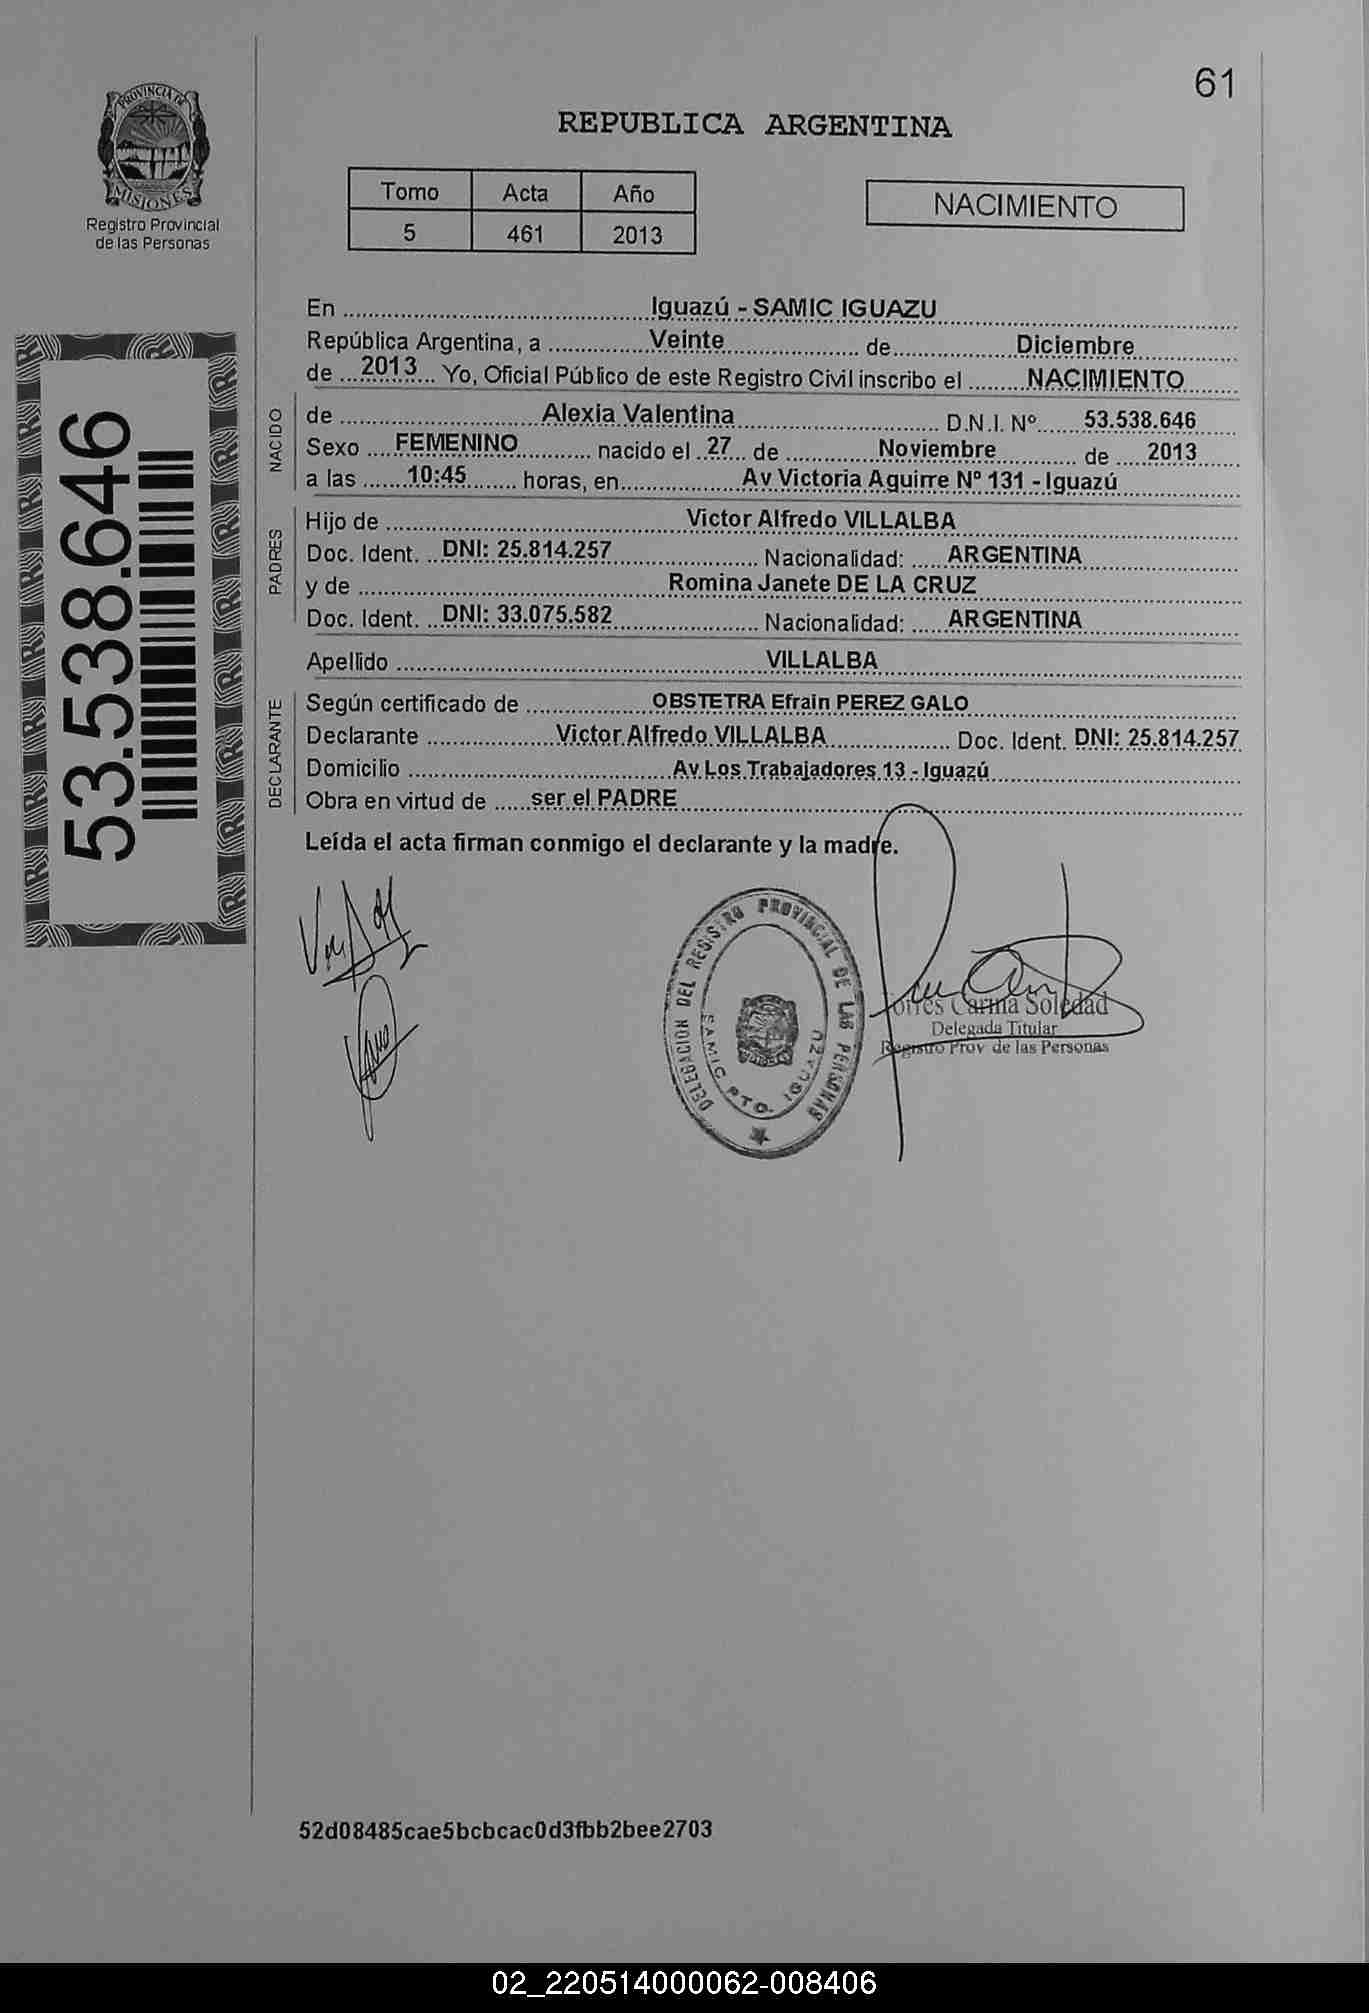 61
PROVINCIA DE
MISIONES
Registro Provincial
de las Personas
REPUBLICA ARGENTINA
Tomo Acta Año
5 461 2013
NACIMIENTO
53.538.646
En Iguazú - SAMIC IGUAZU
República Argentina, a Veinte de Diciembre
de 2013 Yo, Oficial Público de este Registro Civil inscribo el NACIMIENTO
NACIDO
de Alexia Valentina D.N.I. Nº 53.538.646
Sexo FEMENINO nacido el 27 de Noviembre de 2013
a las 10:45 horas, en Av Victoria Aguirre Nº 131 - Iguazú
PADRES
Hijo de Victor Alfredo VILLALBA
Doc. Ident. DNI: 25.814.257 Nacionalidad: ARGENTINA
y de Romina Janete DE LA CRUZ
Doc. Ident. DNI: 33.075.582 Nacionalidad: ARGENTINA
Apellido VILLALBA
DECLARANTE
Según certificado de OBSTETRA Efrain PEREZ GALO
Declarante Victor Alfredo VILLALBA Doc. Ident. DNI: 25.814.257
Domicilio Av Los Trabajadores 13 - Iguazú
Obra en virtud de ser el PADRE
Leída el acta firman conmigo el declarante y la madre.
DELEGACION DEL REGISTRO PROVINCIAL DE LAS PERSONAS
SAMIC PTO. IGUAZU
Torres Carina Soledad
Delegada Titular
Registro Prov de las Personas
52d08485cae5bcbcac0d3fbb2bee2703
02_220514000062-008406